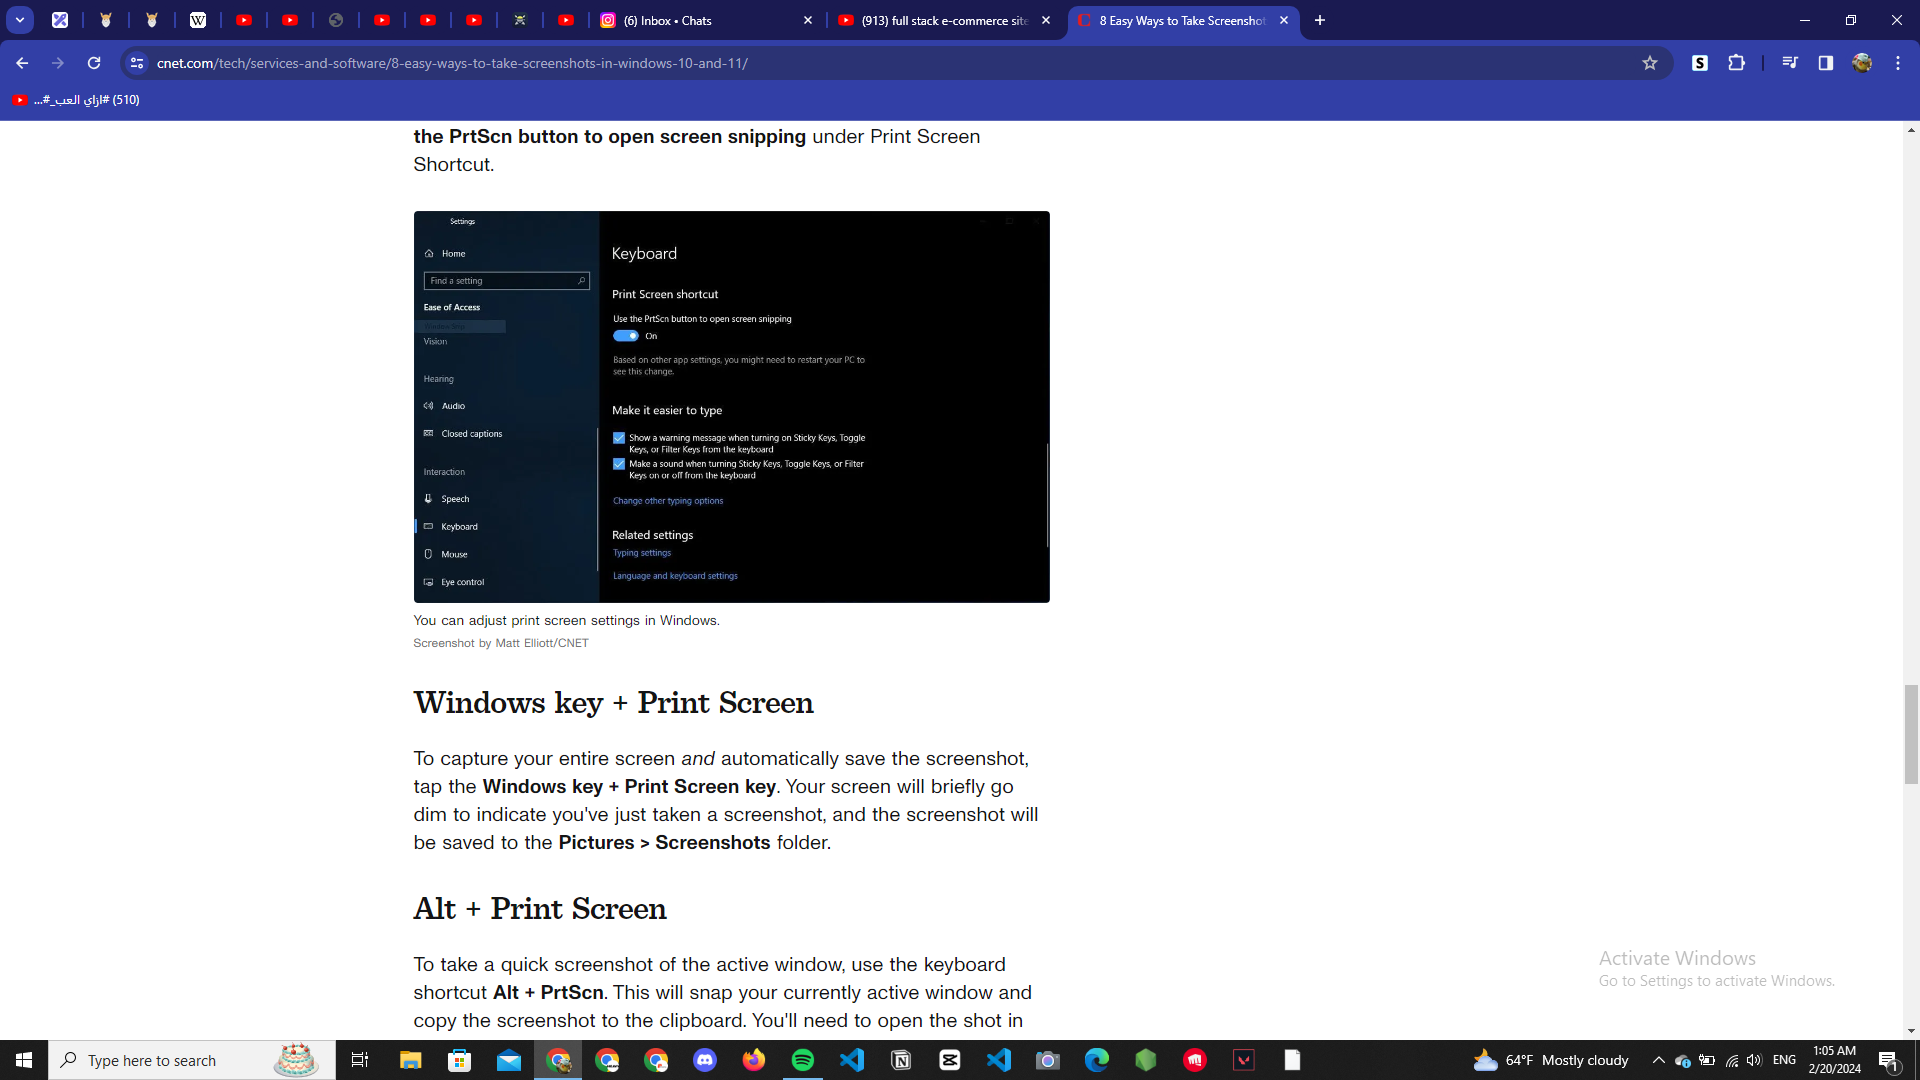 (6) Inbox • Chats
(913) full stack e-commerce site
8 Easy Ways to Take Screenshot
cnet.com/tech/services-and-software/8-easy-ways-to-take-screenshots-in-windows-10-and-11/
(510) #ازاي العب_#...
the PrtScn button to open screen snipping under Print Screen
Shortcut.
Settings
Home
Find a setting
Ease of Access
Vision
Hearing
Audio
Closed captions
Interaction
Speech
Keyboard
Mouse
Eye control
Keyboard
Print Screen shortcut
Use the PrtScn button to open screen snipping
On
Based on other app settings, you might need to restart your PC to
see this change.
Make it easier to type
Show a warning message when turning on Sticky Keys, Toggle
Keys, or Filter Keys from the keyboard
Make a sound when turning Sticky Keys, Toggle Keys, or Filter
Keys on or off from the keyboard
Change other typing options
Related settings
Typing settings
Language and keyboard settings
You can adjust print screen settings in Windows.
Screenshot by Matt Elliott/CNET
Windows key + Print Screen
To capture your entire screen and automatically save the screenshot,
tap the Windows key + Print Screen key. Your screen will briefly go
dim to indicate you've just taken a screenshot, and the screenshot will
be saved to the Pictures > Screenshots folder.
Alt + Print Screen
To take a quick screenshot of the active window, use the keyboard
shortcut Alt + PrtScn. This will snap your currently active window and
copy the screenshot to the clipboard. You'll need to open the shot in
Activate Windows
Go to Settings to activate Windows.
Type here to search
64°F Mostly cloudy
ENG
1:05 AM
2/20/2024
1